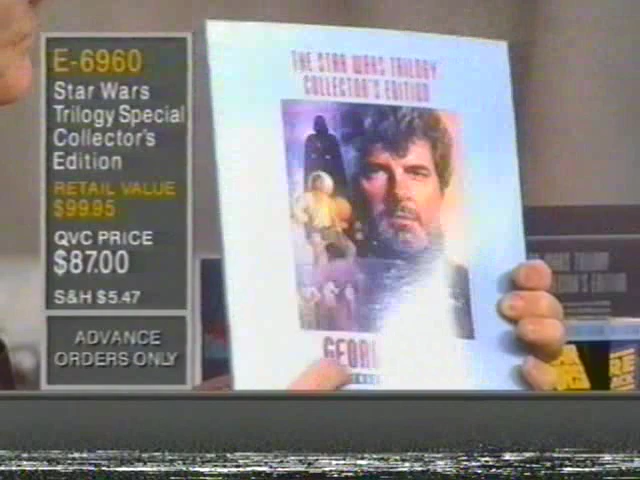 E-6960
Star Wars
Trilogy Special
Collector's
Edition
RETAIL VALUE
$99.95
QVC PRICE
$87.00
S&H $5.47
ADVANCE
ORDERS ONLY
THE STAR WARS TRILOGY
COLLECTOR'S EDITION
GEOR